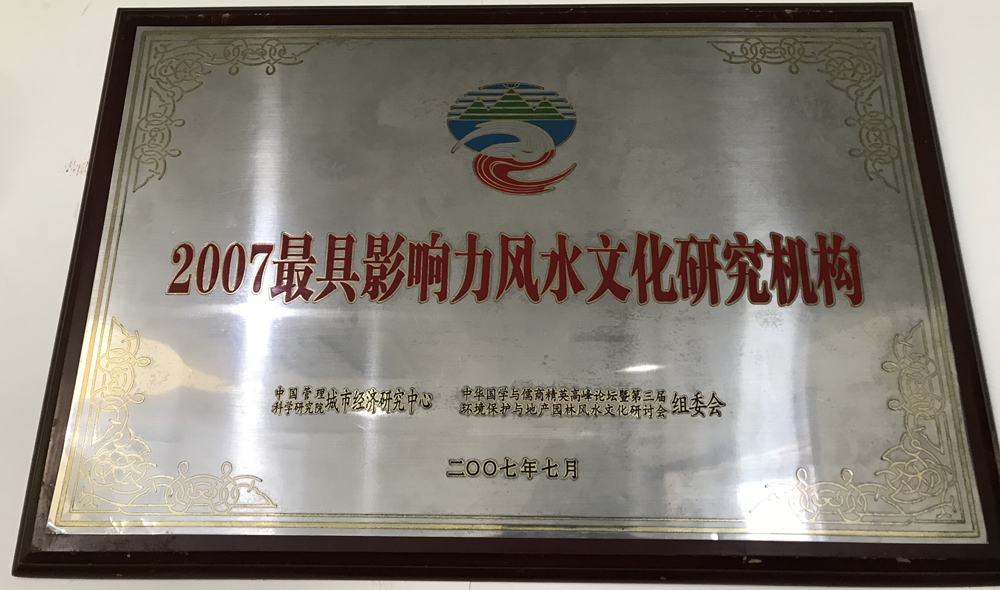 2007最具影响力风水文化研究机构
中国管理科学研究院城市经济研究中心
中华国学与儒商精英高峰论坛暨第三届环境保护与地产园林风水文化研讨会组委会
二〇〇七年七月